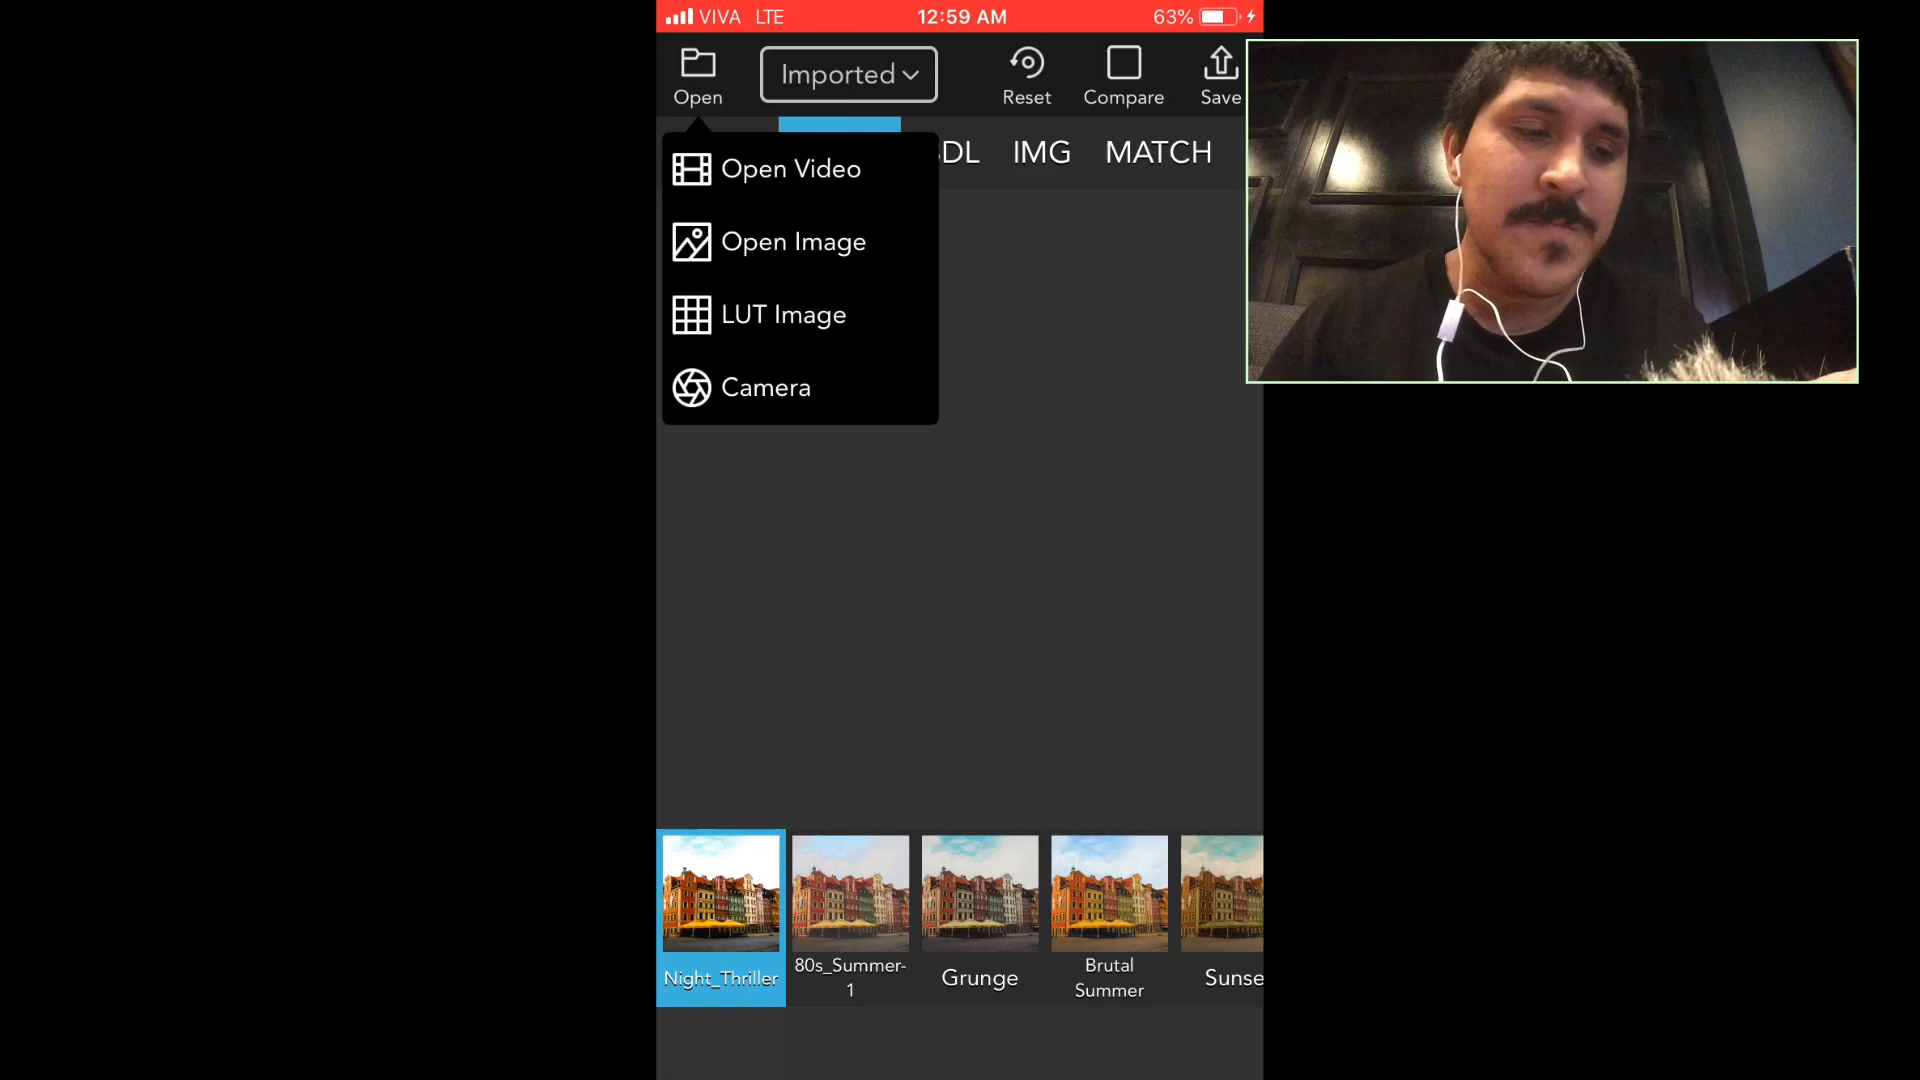 VIVA LTE 12:59 AM 63%
Open Imported Reset Compare Save
DL IMG MATCH
Open Video
Open Image
LUT Image
Camera
Night_Thriller
80s_Summer-
1
Grunge
Brutal
Summer
Sunse